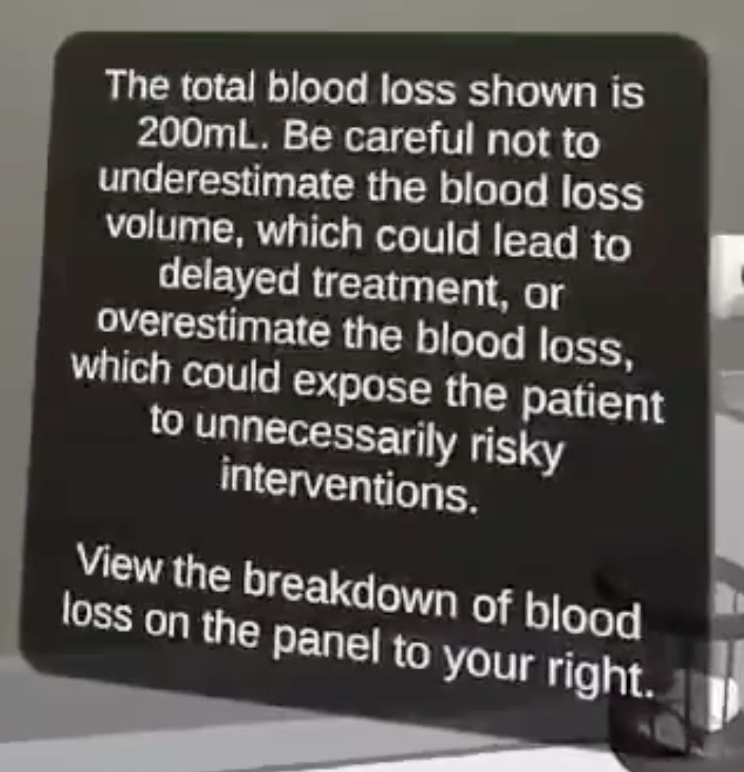 The total blood loss shown is
200mL. Be careful not to
underestimate the blood loss
volume, which could lead to
delayed treatment, or
overestimate the blood loss,
which could expose the patient
to unnecessarily risky
interventions.
View the breakdown of blood
loss on the panel to your right.